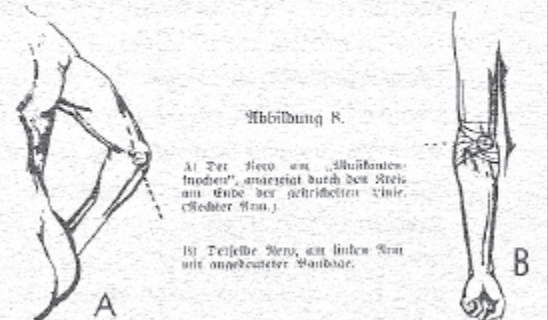 Abbildung 8.
A) Der Nerv am „Musikanten-
knochen", angezeigt durch den Kreis
am Ende der gestrichelten Linie.
(Rechter Arm.)
B) Derselbe Nerv, am linken Arm
mit angedeuteter Bandage.
A
B